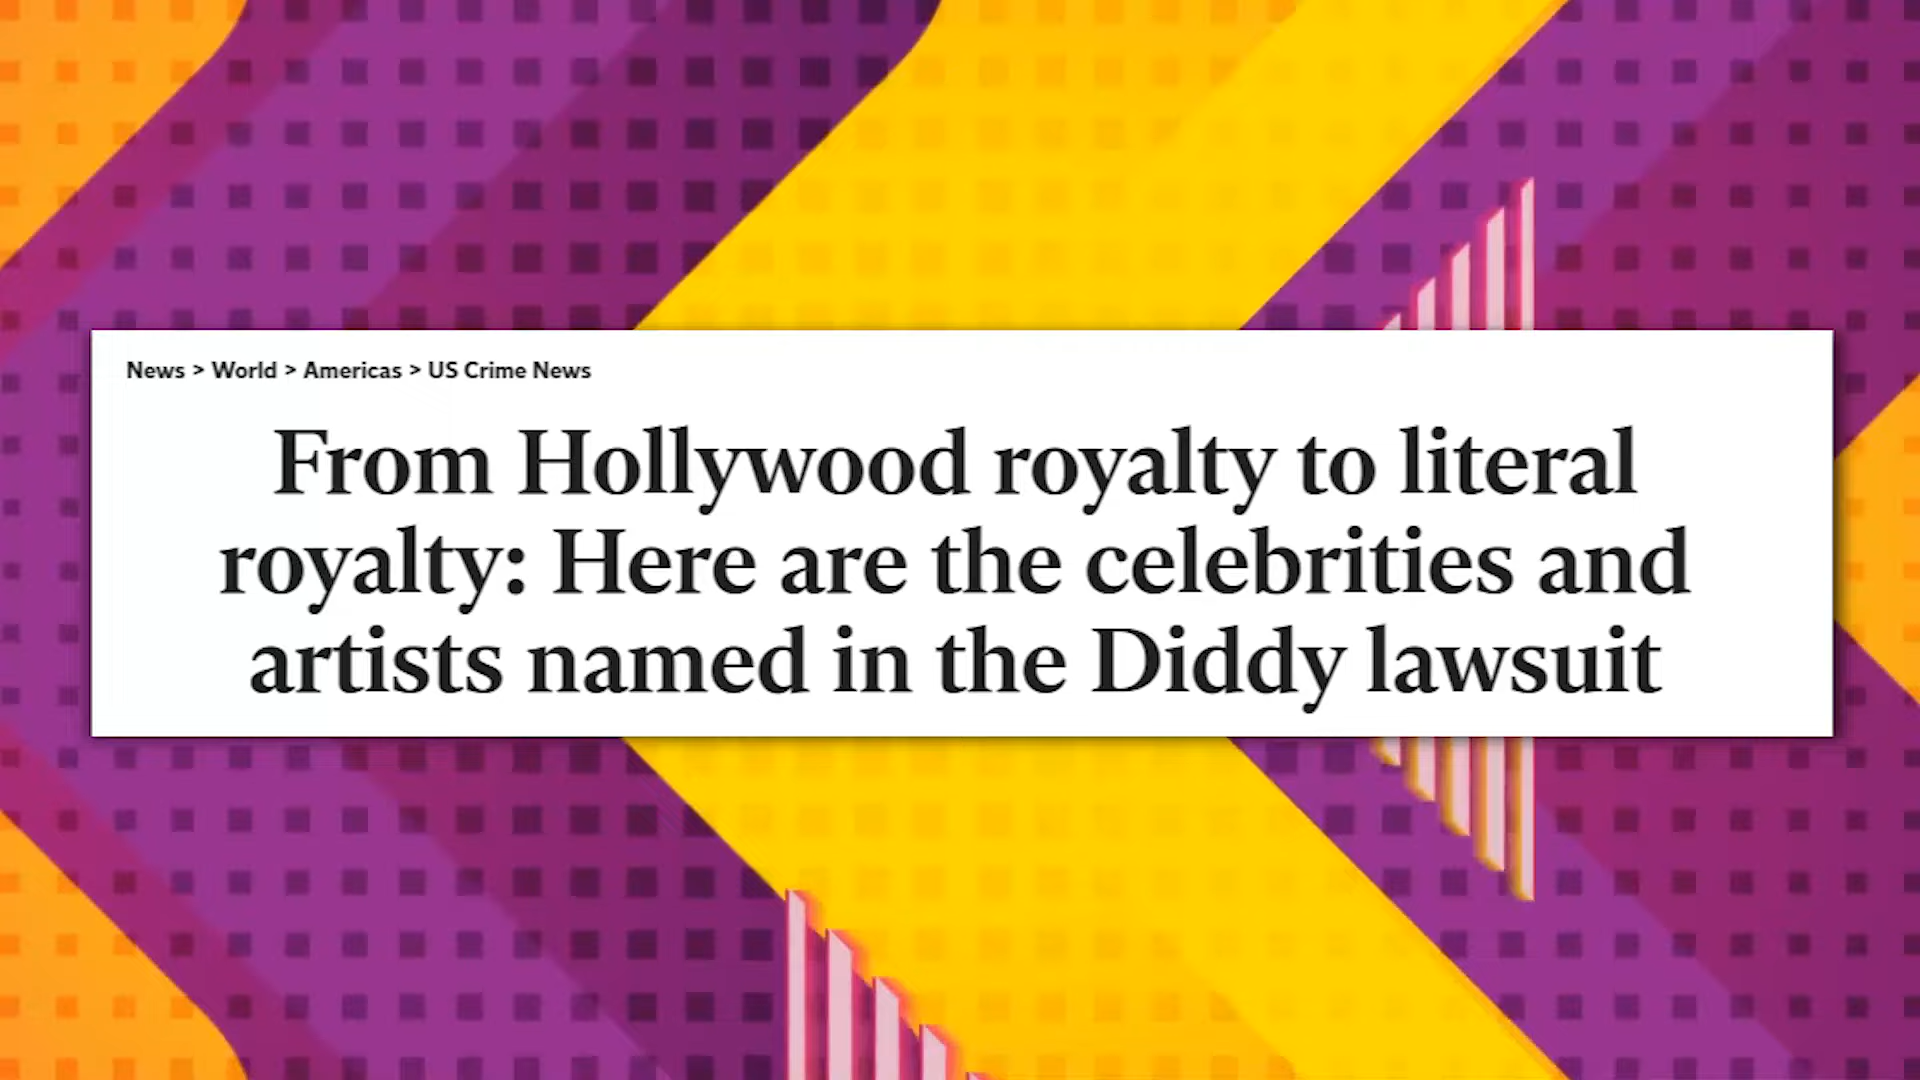 News > World > Americas > US Crime News
From Hollywood royalty to literal
royalty: Here are the celebrities and
artists named in the Diddy lawsuit